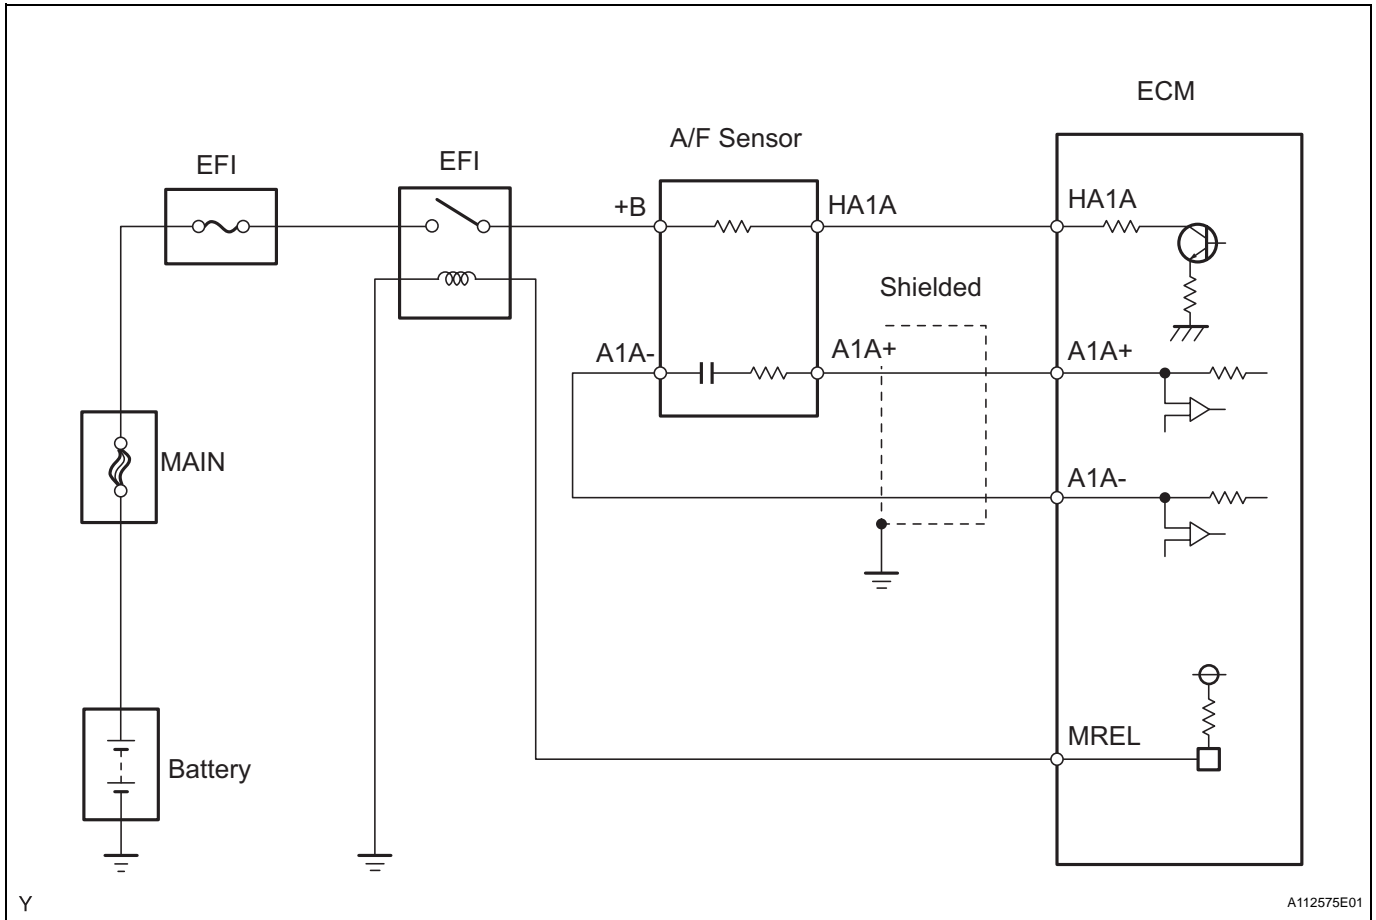 ECM
A/F Sensor
EFI
EFI
+B
HA1A
HA1A
Shielded
A1A-
A1A+
A1A+
MAIN
A1A-
MREL
Battery
Y
A112575E01